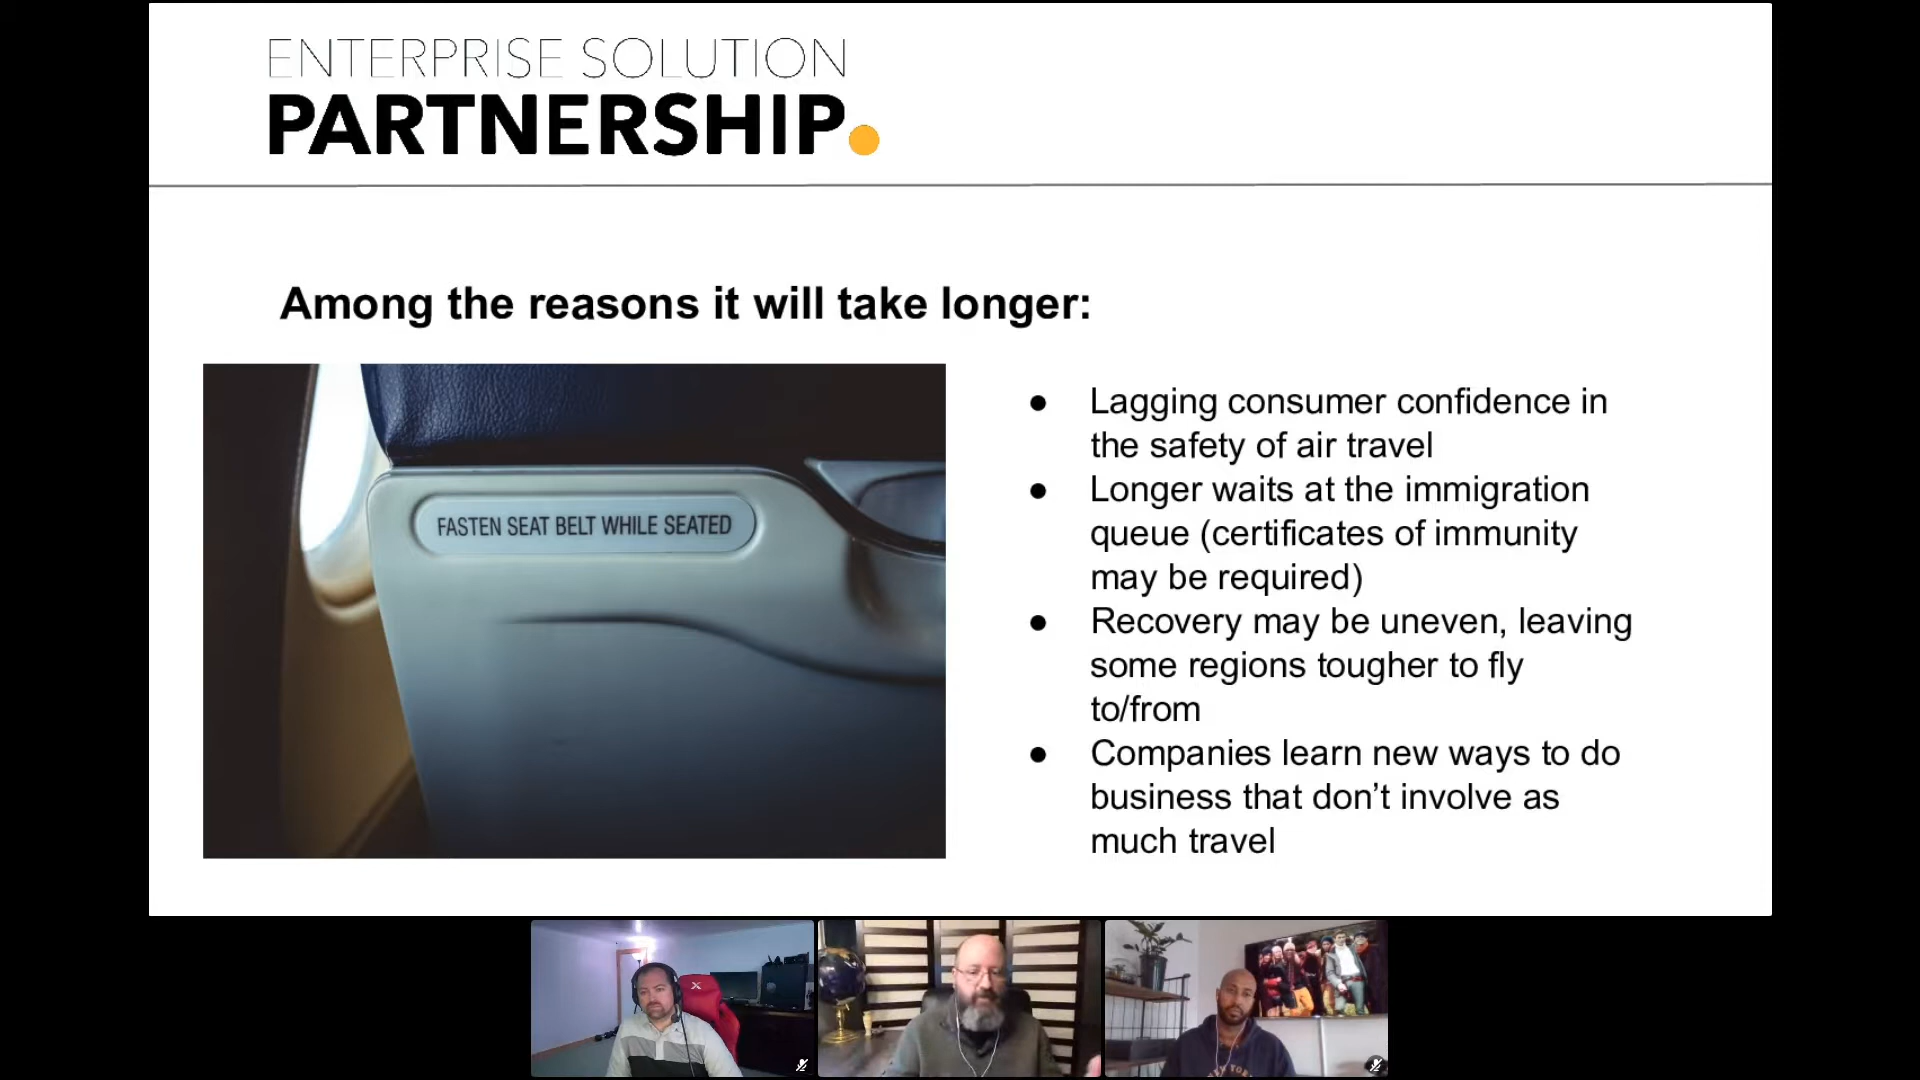 ENTERPRISE SOLUTION
PARTNERSHIP.
Among the reasons it will take longer:
FASTEN SEAT BELT WHILE SEATED
● Lagging consumer confidence in
the safety of air travel
● Longer waits at the immigration
queue (certificates of immunity
may be required)
● Recovery may be uneven, leaving
some regions tougher to fly
to/from
● Companies learn new ways to do
business that don’t involve as
much travel